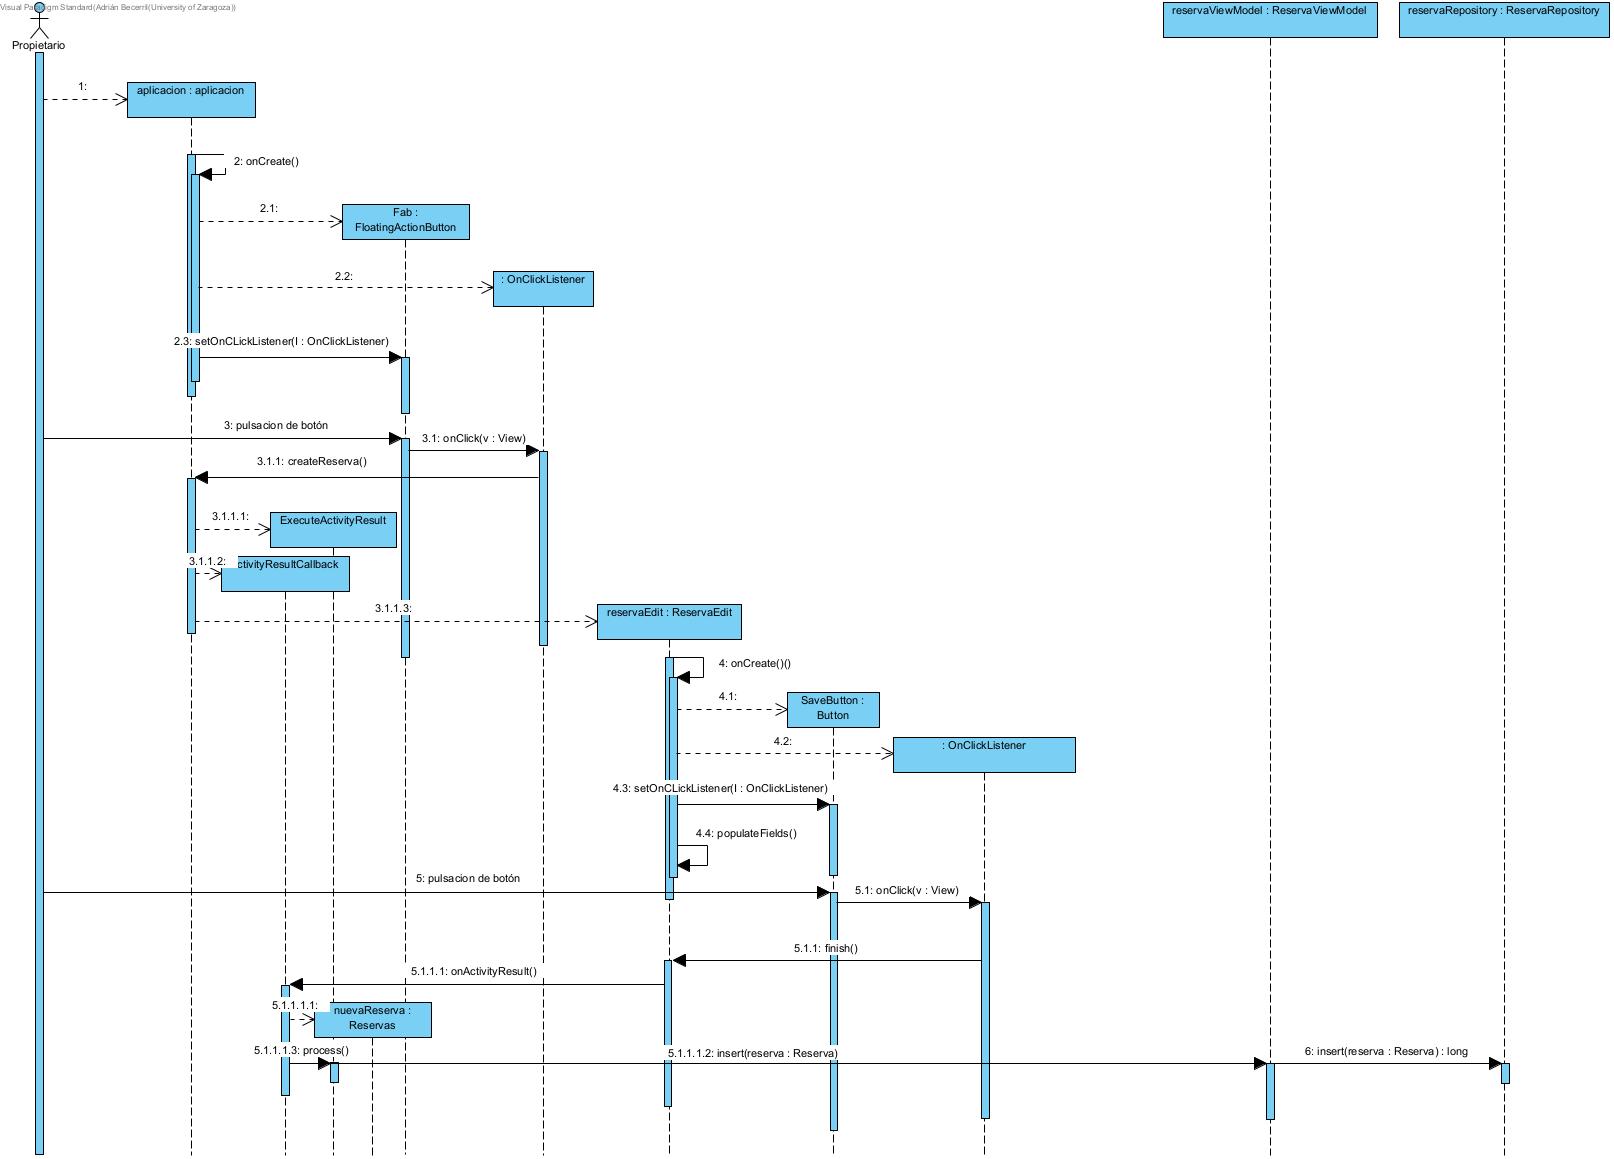 Visual Paradigm Standard(Adrián Becerril(University of Zaragoza))
Propietario
reservaViewModel : ReservaViewModel
reservaRepository : ReservaRepository
1:
aplicacion : aplicacion
2: onCreate()
2.1:
Fab :
FloatingActionButton
2.2:
: OnClickListener
2.3: setOnCLickListener(l : OnClickListener)
3: pulsacion de botón
3.1: onClick(v : View)
3.1.1: createReserva()
3.1.1.1:
ExecuteActivityResult
3.1.1.2:
ctivityResultCallback
3.1.1.3:
reservaEdit : ReservaEdit
4: onCreate()()
4.1:
SaveButton :
Button
4.2:
: OnClickListener
4.3: setOnCLickListener(l : OnClickListener)
4.4: populateFields()
5: pulsacion de botón
5.1: onClick(v : View)
5.1.1: finish()
5.1.1.1: onActivityResult()
5.1.1.1.1:
nuevaReserva :
Reservas
5.1.1.1.3: process()
5.1.1.1.2: insert(reserva : Reserva)
6: insert(reserva : Reserva) : long